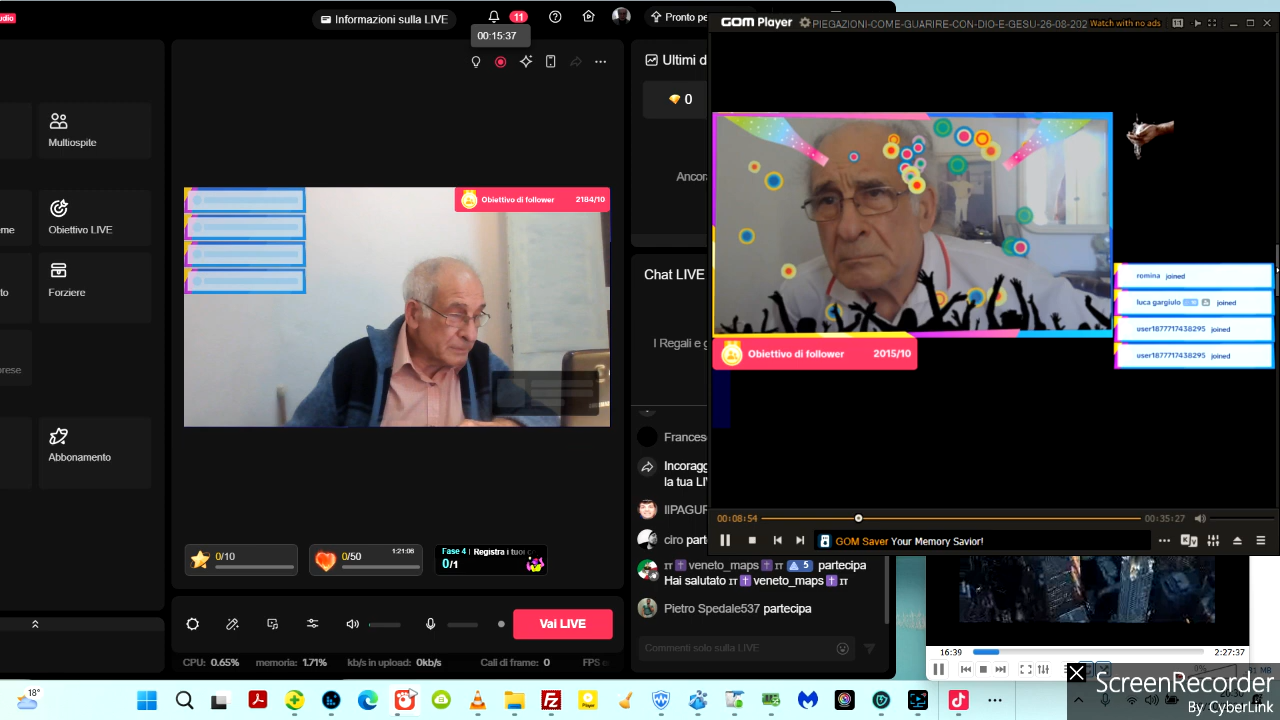 Informazioni sulla LIVE
11
Pronto pe
00:15:37
Multiospite
eme
Obiettivo LIVE
to
Forziere
orese
Abbonamento
Obiettivo di follower 2184/10
0/10
0/50
1:21:06
Fase 4 | Registra i tuoi
0/1
Vai LIVE
CPU: 0.65% memoria: 1.71% kb/s in upload: 0kb/s Cali di frame: 0 FPS
Ultimi d
0
Ancor
Chat LIVE
I Regali e g
Frances
Incoragg
la tua LI
IIPAGUR
ciro part
veneto_maps 5 partecipa
Hai salutato veneto_maps
Pietro Spedale537 partecipa
Commenti solo sulla LIVE
GOM Player
PIEGAZIONI-COME-GUARIRE-CON-DIO-E-GESU-26-08-202
Watch with no ads
Obiettivo di follower 2015/10
romina joined
luca gargiulo joined
user1877717438295 joined
user1877717438295 joined
00:08:54
00:35:27
GOM Saver Your Memory Savior!
16:39
2:27:37
18°
ScreenRecorder
By CyberLink